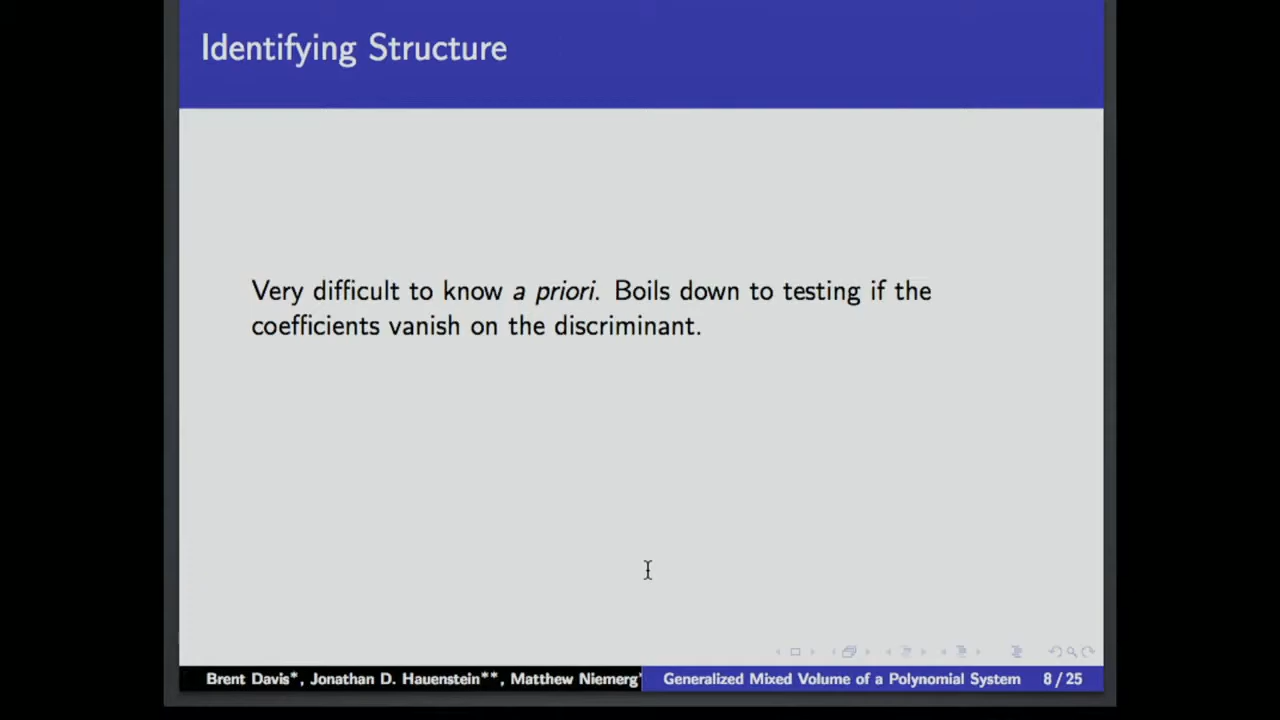 Identifying Structure
Very difficult to know a priori. Boils down to testing if the
coefficients vanish on the discriminant.
Brent Davis*, Jonathan D. Hauenstein**, Matthew Niemerg* Generalized Mixed Volume of a Polynomial System 8 / 25